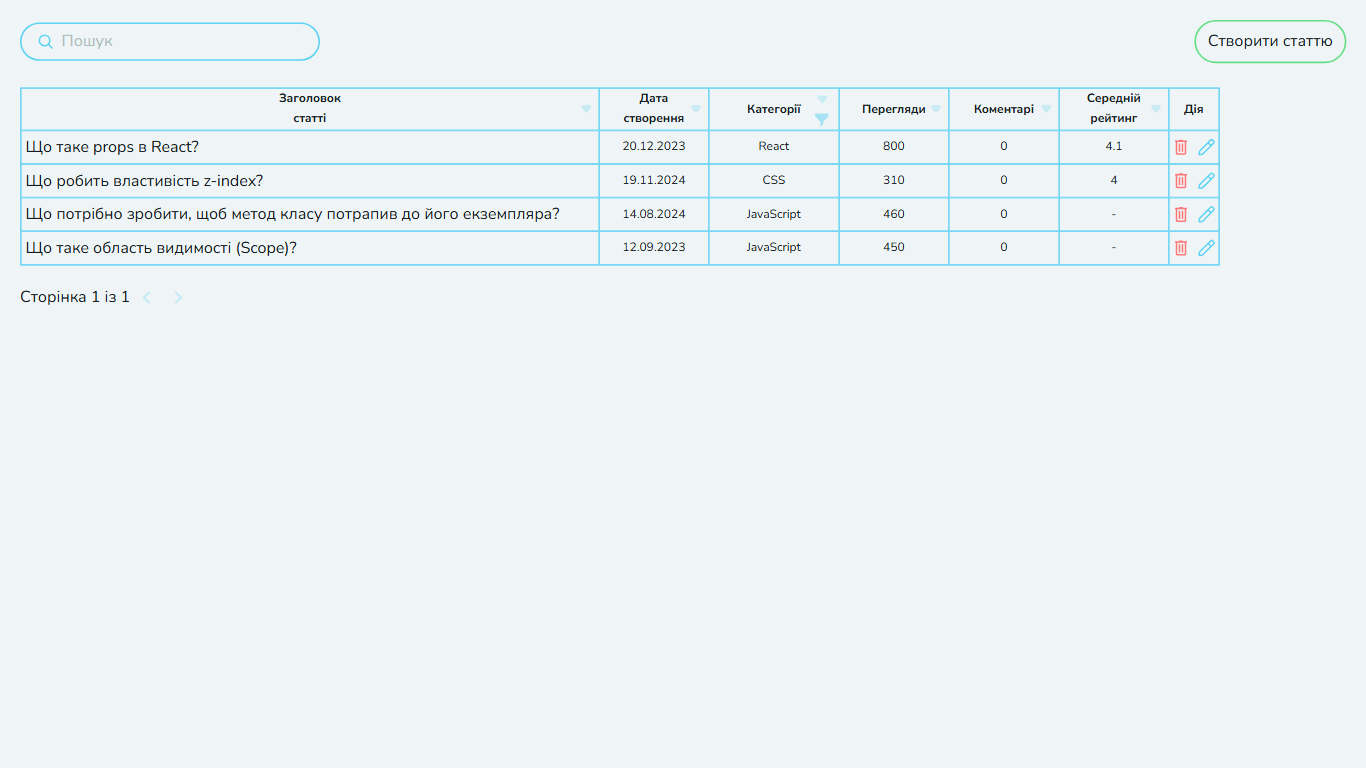 Пошук
Створити статтю
Заголовок статті Дата створення Категорії Перегляди Коментарі Середній рейтинг Дія
Що таке props в React? 20.12.2023 React 800 0 4.1
Що робить властивість z-index? 19.11.2024 CSS 310 0 4
Що потрібно зробити, щоб метод класу потрапив до його екземпляра? 14.08.2024 JavaScript 460 0 -
Що таке область видимості (Scope)? 12.09.2023 JavaScript 450 0 -
Сторінка 1 із 1